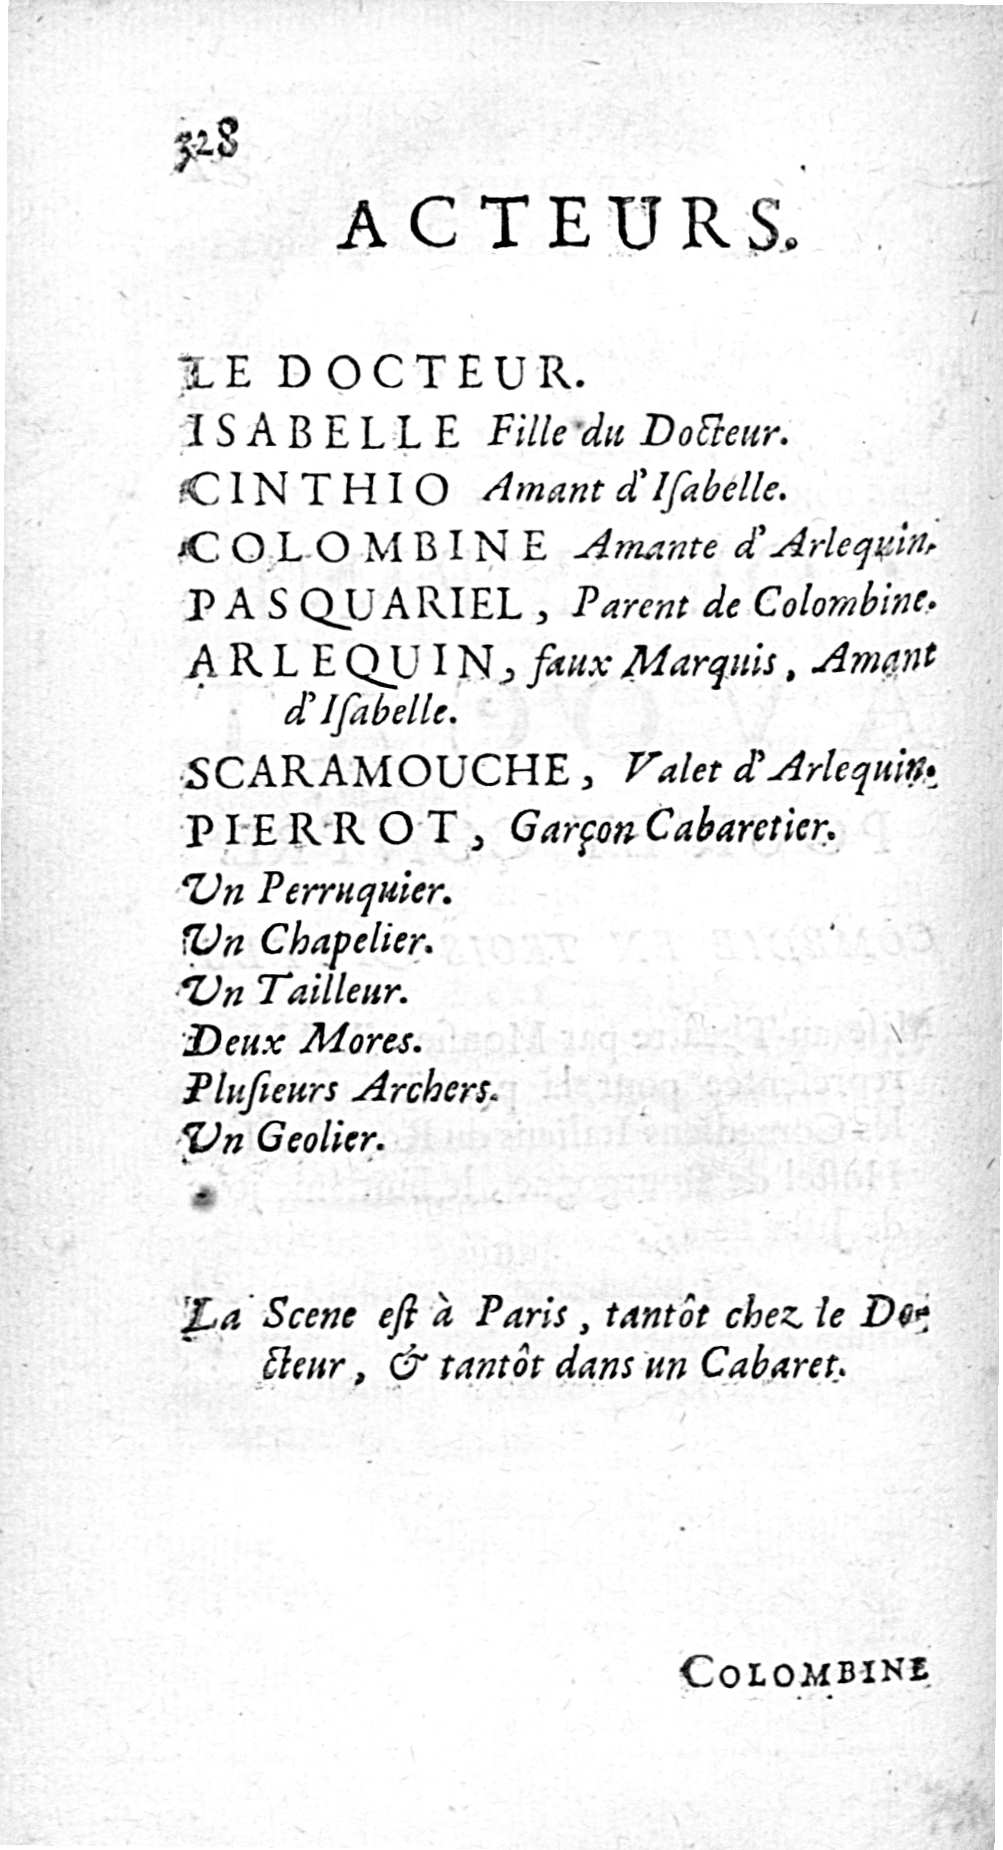 328
ACTEURS.
LE DOCTEUR.
ISABELLE Fille du Docteur.
CINTHIO Amant d'Iſabelle.
COLOMBINE Amante d'Arlequin.
PASQUARIEL, Parent de Colombine.
ARLEQUIN, faux Marquis, Amant
d'Iſabelle.
SCARAMOUCHE, Valet d'Arlequin.
PIERROT, Garçon Cabaretier.
Un Perruquier.
Un Chapelier.
Un Tailleur.
Deux Mores.
Pluſieurs Archers.
Un Geolier.
La Scene eſt à Paris, tantôt chez le Do-
cteur, & tantôt dans un Cabaret.
COLOMBINE